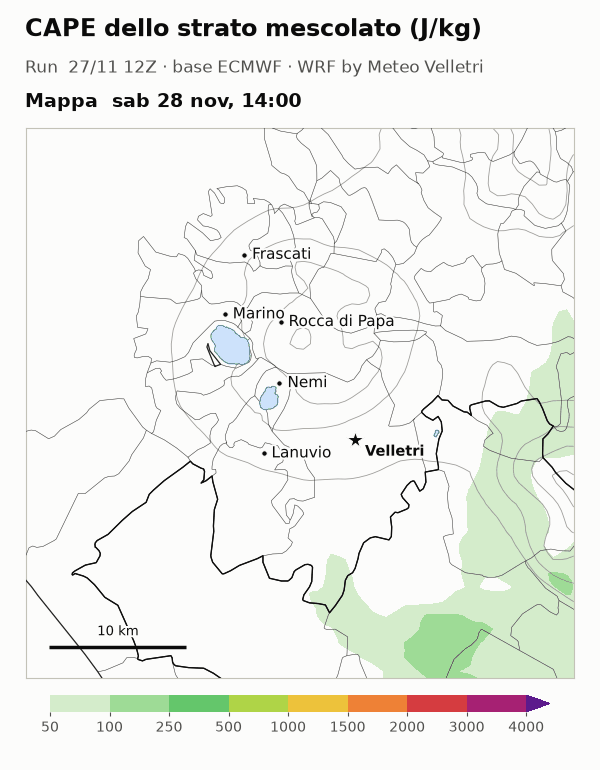 CAPE dello strato mescolato (J/kg)
Run  27/11 12Z · base ECMWF · WRF by Meteo Velletri
Mappa  sab 28 nov, 14:00
Frascati
Marino
Rocca di Papa
Nemi
Velletri
Lanuvio
10 km
50 100 250 500 1000 1500 2000 3000 4000